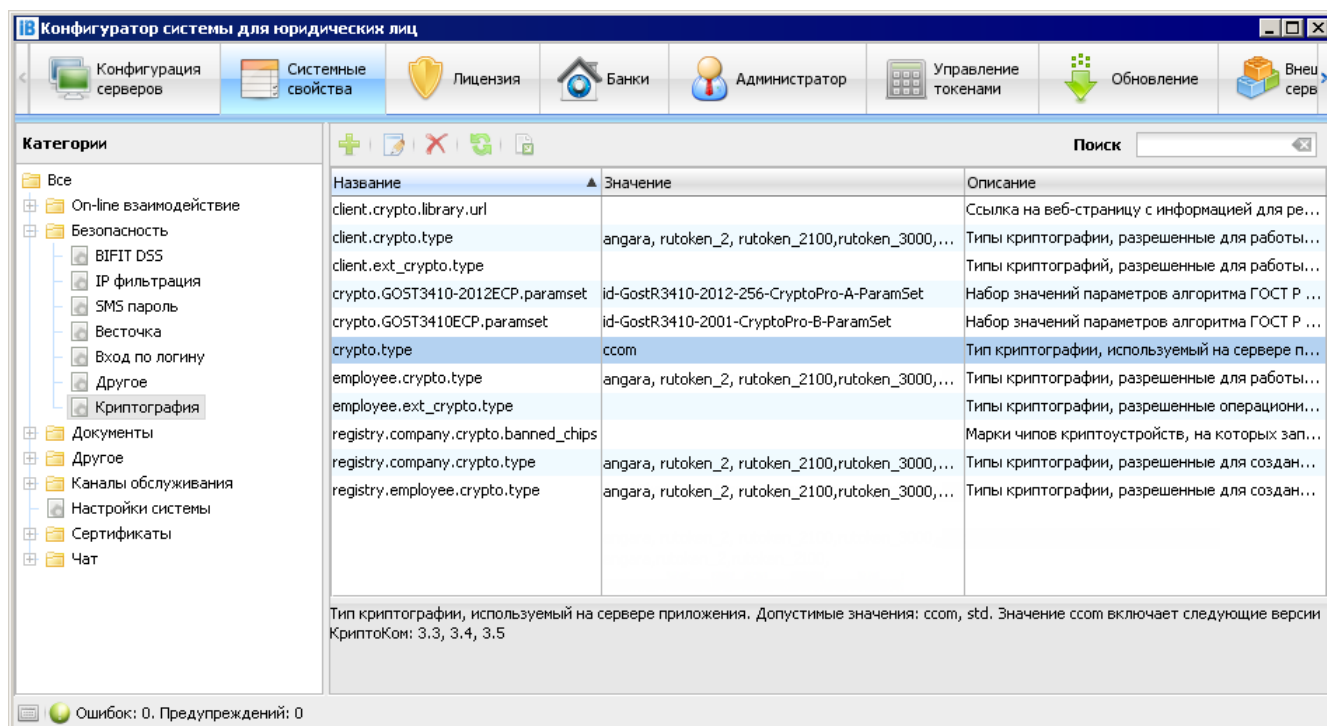 iB Конфигуратор системы для юридических лиц
Конфигурация серверов
Системные свойства
Лицензия
Банки
Администратор
Управление токенами
Обновление
Внеш серв
Категории
Поиск
Все
On-line взаимодействие
Безопасность
BIFIT DSS
IP фильтрация
SMS пароль
Весточка
Вход по логину
Другое
Криптография
Документы
Другое
Каналы обслуживания
Настройки системы
Сертификаты
Чат
Название Значение Описание
client.crypto.library.url Ссылка на веб-страницу с информацией для ре...
client.crypto.type angara, rutoken_2, rutoken_2100,rutoken_3000,... Типы криптографии, разрешенные для работы...
client.ext_crypto.type Типы криптографий, разрешенные для работы...
crypto.GOST3410-2012ECP.paramset id-GostR3410-2012-256-CryptoPro-A-ParamSet Набор значений параметров алгоритма ГОСТ Р ...
crypto.GOST3410ECP.paramset id-GostR3410-2001-CryptoPro-B-ParamSet Набор значений параметров алгоритма ГОСТ Р ...
crypto.type ccom Тип криптографии, используемый на сервере п...
employee.crypto.type angara, rutoken_2, rutoken_2100,rutoken_3000,... Типы криптографии, разрешенные для работы...
employee.ext_crypto.type Типы криптографии, разрешенные операциони...
registry.company.crypto.banned_chips Марки чипов криптоустройств, на которых зап...
registry.company.crypto.type angara, rutoken_2, rutoken_2100,rutoken_3000,... Типы криптографии, разрешенные для создан...
registry.employee.crypto.type angara, rutoken_2, rutoken_2100,rutoken_3000,... Типы криптографии, разрешенные для создан...
Тип криптографии, используемый на сервере приложения. Допустимые значения: ccom, std. Значение ccom включает следующие версии
КриптоКом: 3.3, 3.4, 3.5
Ошибок: 0. Предупреждений: 0